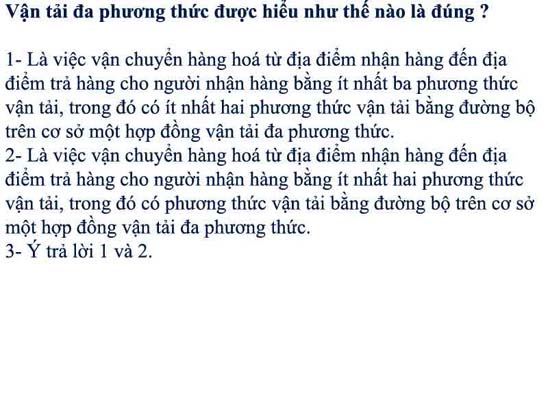 Vận tải đa phương thức được hiểu như thế nào là đúng ?
1- Là việc vận chuyển hàng hoá từ địa điểm nhận hàng đến địa
điểm trả hàng cho người nhận hàng bằng ít nhất ba phương thức
vận tải, trong đó có ít nhất hai phương thức vận tải bằng đường bộ
trên cơ sở một hợp đồng vận tải đa phương thức.
2- Là việc vận chuyển hàng hoá từ địa điểm nhận hàng đến địa
điểm trả hàng cho người nhận hàng bằng ít nhất hai phương thức
vận tải, trong đó có phương thức vận tải bằng đường bộ trên cơ sở
một hợp đồng vận tải đa phương thức.
3- Ý trả lời 1 và 2.